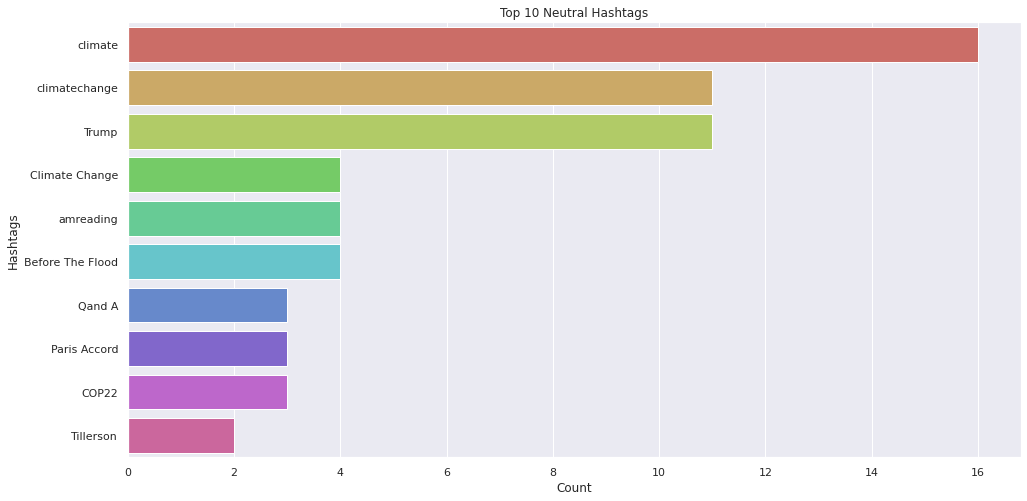 Top 10 Neutral Hashtags
Hashtags
climate
climatechange
Trump
Climate Change
amreading
Before The Flood
Qand A
Paris Accord
COP22
Tillerson
0 2 4 6 8 10 12 14 16
Count